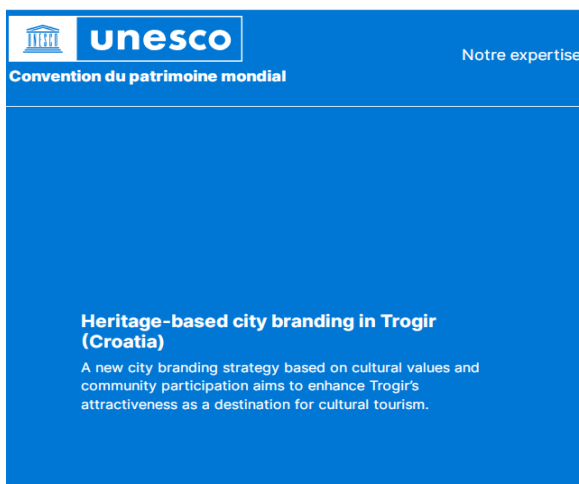 unesco
Notre expertise
Convention du patrimoine mondial
Heritage-based city branding in Trogir
(Croatia)
A new city branding strategy based on cultural values and
community participation aims to enhance Trogir's
attractiveness as a destination for cultural tourism.